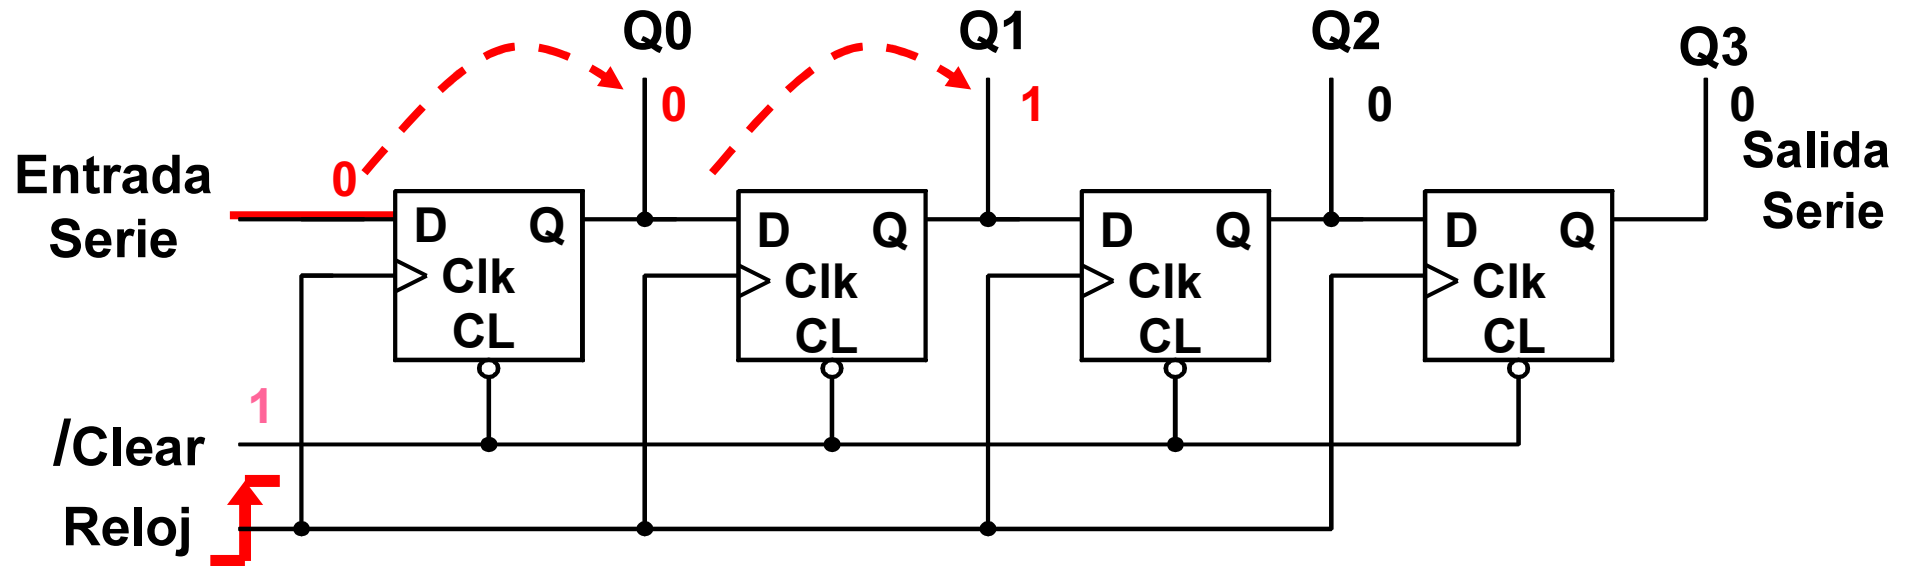 Q0 Q1 Q2 Q3
0 1 0 0
Entrada Serie
0
Salida Serie
D Q D Q D Q D Q
Clk Clk Clk Clk
CL CL CL CL
1
/Clear
Reloj